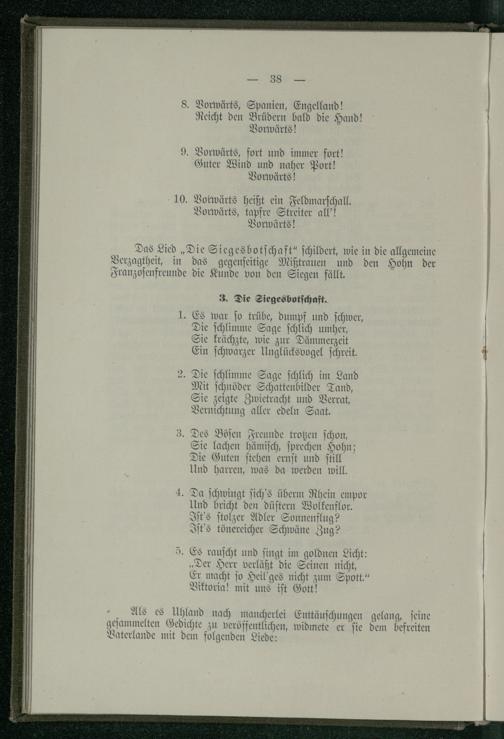 — 38 —
8. Vorwärts, Spanien, Engelland!
Reicht den Brüdern bald die Hand!
Vorwärts!
9. Vorwärts, fort und immer fort!
Guter Wind und naher Port!
Vorwärts!
10. Vorwärts heißt ein Feldmarschall.
Vorwärts, tapfre Streiter all'!
Vorwärts!
Das Lied „Die Siegesbotschaft“ schildert, wie in die allgemeine
Verzagtheit, in das gegenseitige Mißtrauen und den Hohn der
Franzosenfreunde die Kunde von den Siegen fällt.
3. Die Siegesbotschaft.
1. Es war so trübe, dumpf und schwer,
Die schlimme Sage schlich umher,
Sie krächzte, wie zur Dämmerzeit
Ein schwarzer Unglücksvogel schreit.
2. Die schlimme Sage schlich im Land
Mit schnöder Schattenbilder Tand,
Sie zeigte Zwietracht und Verrat,
Vernichtung aller edeln Saat.
3. Des Bösen Freunde trotzen schon,
Sie lachen hämisch, sprechen Hohn;
Die Guten stehen ernst und still
Und harren, was da werden will.
4. Da schwingt sich's überm Rhein empor
Und bricht den düstern Wolkenflor.
Ist's stolzer Adler Sonnenflug?
Ist's tönereicher Schwäne Zug?
5. Es rauscht und singt im goldnen Licht:
„Der Herr verläßt die Seinen nicht,
Er macht so Heil'ges nicht zum Spott.“
Viktoria! mit uns ist Gott!
Als es Uhland nach mancherlei Enttäuschungen gelang, seine
gesammelten Gedichte zu veröffentlichen, widmete er sie dem befreiten
Vaterlande mit dem folgenden Liede: